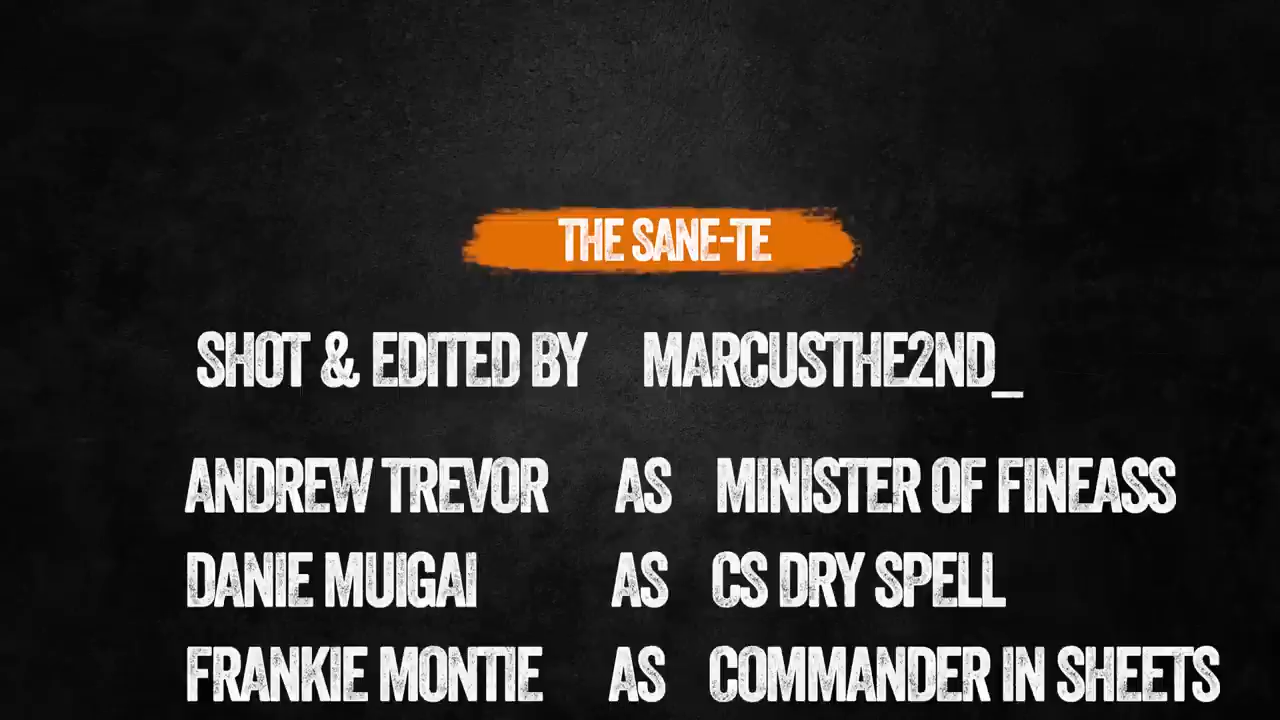 THE SANE-TE
SHOT & EDITED BY MARCUSTHE2ND_
ANDREW TREVOR AS MINISTER OF FINEASS
DANIE MUIGAI AS CS DRY SPELL
FRANKIE MONTIE AS COMMANDER IN SHEETS